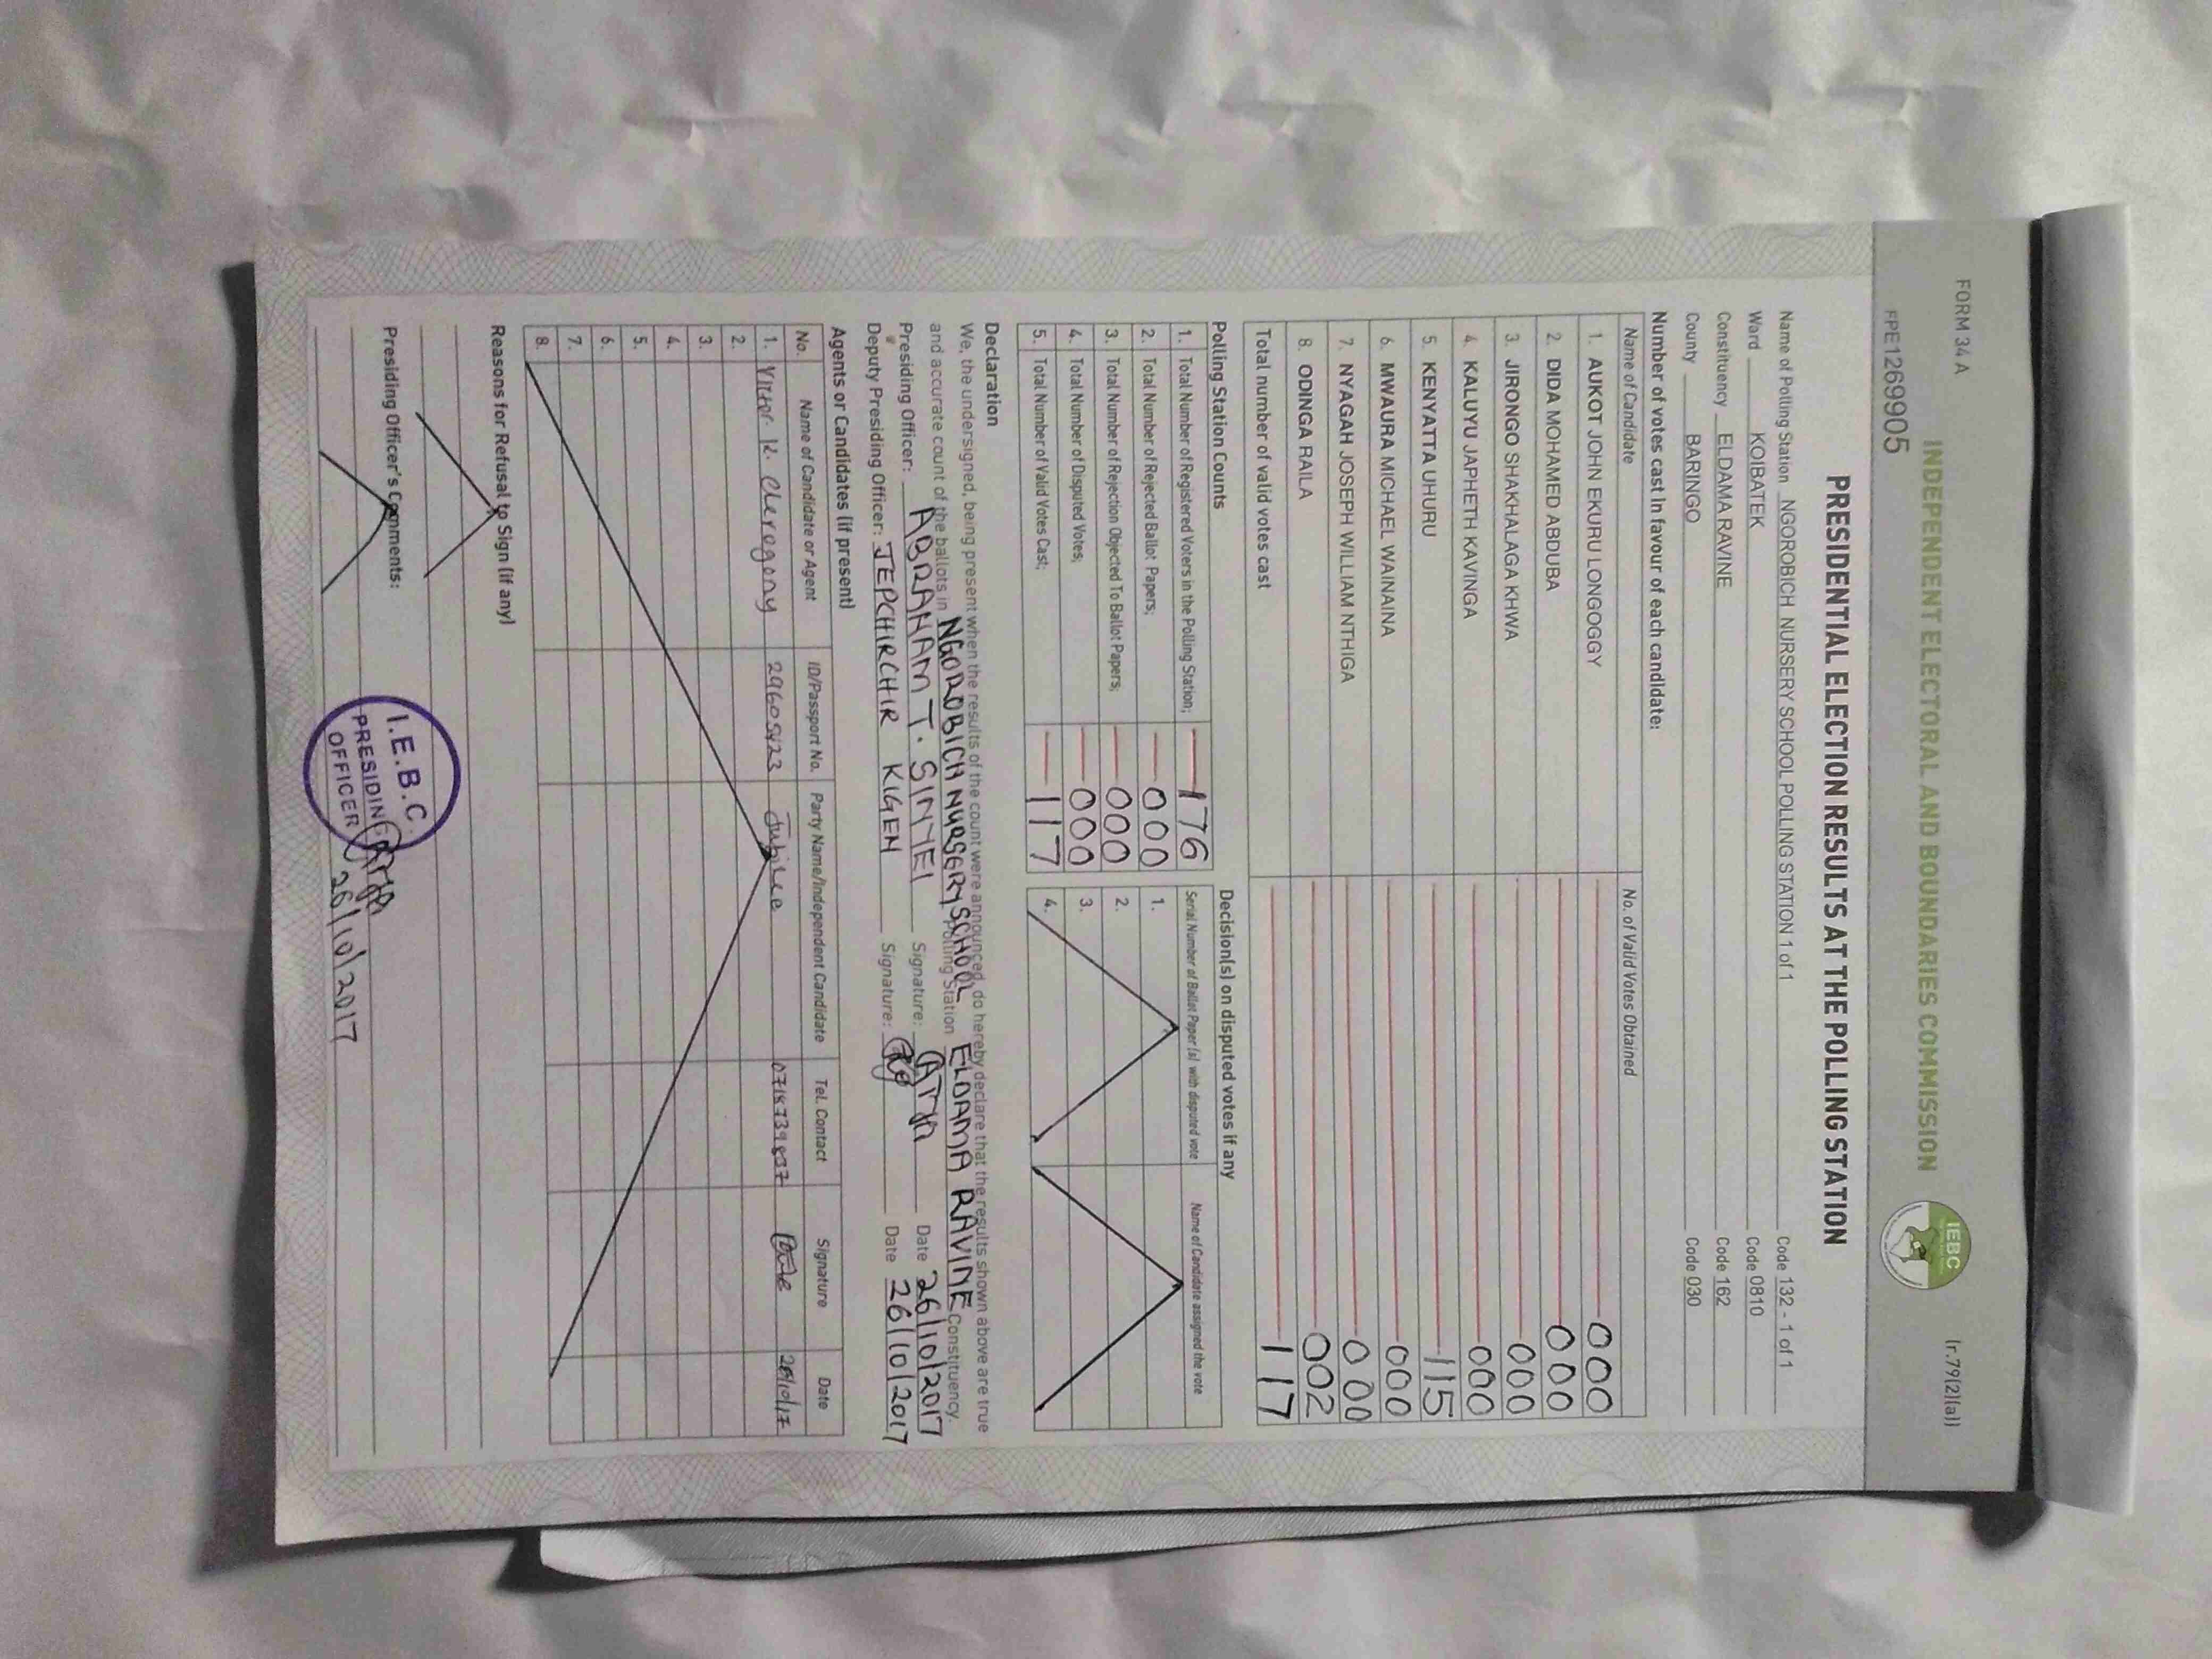 FORM 34 A
(r.79(2)(a))
INDEPENDENT ELECTORAL AND BOUNDARIES COMMISSION
IEBC
PRESIDENTIAL ELECTION RESULTS AT THE POLLING STATION
Name of Polling Station NGOROBICH NURSERY SCHOOL POLLING STATION 1 of 1 Code 132 - 1 of 1
Ward KOIBATEK Code 0810
Constituency ELDAMA RAVINE Code 162
County BARINGO Code 030
Number of votes cast In favour of each candidate:
Name of Candidate No. of Valid Votes Obtained
1. AUKOT JOHN EKURU LONGOGGY 000
2. DIDA MOHAMED ABDUBA 000
3. JIRONGO SHAKHALAGA KHWA 000
4. KALUYU JAPHETH KAVINGA 000
5. KENYATTA UHURU 115
6. MWAURA MICHAEL WAINAINA 000
7. NYAGAH JOSEPH WILLIAM NTHIGA 000
8. ODINGA RAILA 002
Total number of valid votes cast 117
Polling Station Counts
1. Total Number of Registered Voters in the Polling Station; 176
2. Total Number of Rejected Ballot Papers; 000
3. Total Number of Rejection Objected To Ballot Papers; 000
4. Total Number of Disputed Votes; 000
5. Total Number of Valid Votes Cast; 117
Decision(s) on disputed votes if any
Serial Number of Ballot Paper (s) with disputed vote Name of Candidate assigned the vote
1.
2.
3.
4.
Declaration
We, the undersigned, being present when the results of the count were announced, do hereby declare that the results shown above are true
and accurate count of the ballots in NGOROBICH NURSERY SCHOOL Polling Station ELDAMA RAVINE Constituency.
Presiding Officer: ABRAHAM T. SINYEI Signature: Date 26/10/2017
Deputy Presiding Officer: JEPCHIRCHIR KIGEN Signature: Date 26/10/2017
Agents or Candidates (if present)
No. Name of Candidate or Agent ID/Passport No. Party Name/Independent Candidate Tel. Contact Signature Date
1. Victor K. Cherogony 29605423 Jubilee 26/10/17
2.
3.
4.
5.
6.
7.
8.
Reasons for Refusal to Sign (if any)
Presiding Officer's Comments:
I.E.B.C.
PRESIDING
OFFICER
26/10/2017